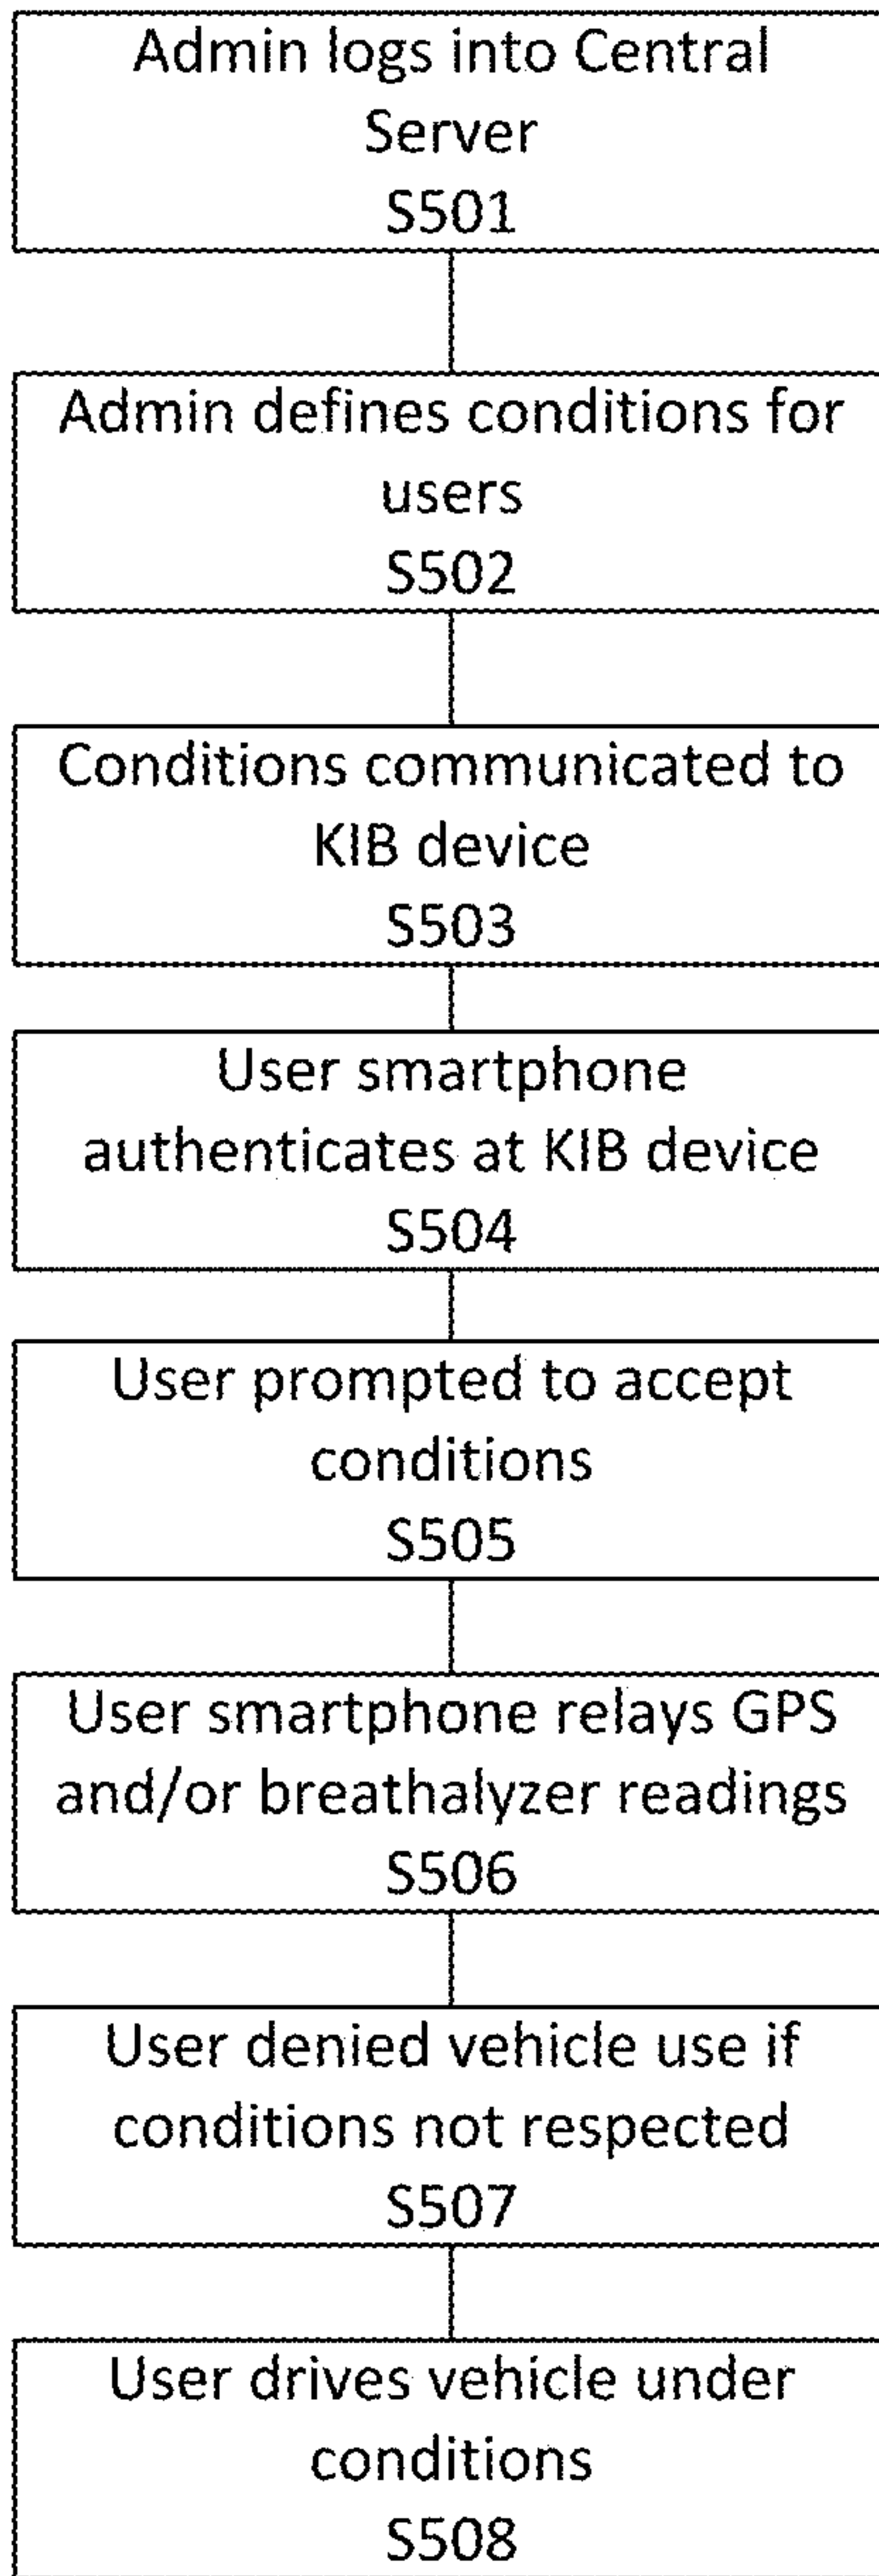 Admin logs into Central
Server
S501
Admin defines conditions for
users
S502
Conditions communicated to
KIB device
S503
User smartphone
authenticates at KIB device
S504
User prompted to accept
conditions
S505
User smartphone relays GPS
and/or breathalyzer readings
S506
User denied vehicle use if
conditions not respected
S507
User drives vehicle under
conditions
S508